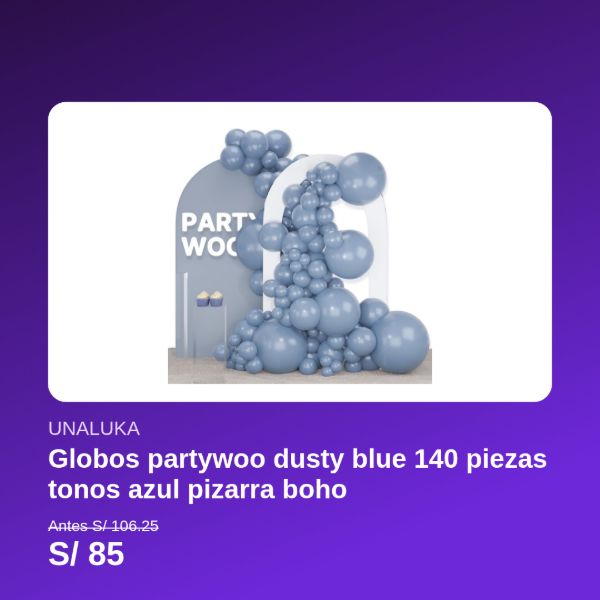 PARTY
WOO
UNALUKA
Globos partywoo dusty blue 140 piezas
tonos azul pizarra boho
Antes S/ 106.25
S/ 85